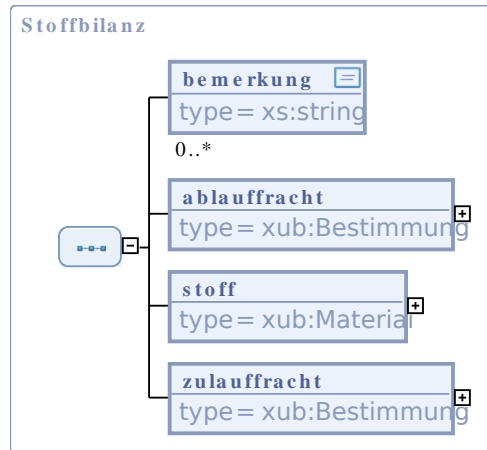 Stoffbilanz
bemerkung
type= xs:string
0..*
ablauffracht
type= xub:Bestimmung
stoff
type= xub:Material
zulauffracht
type= xub:Bestimmung